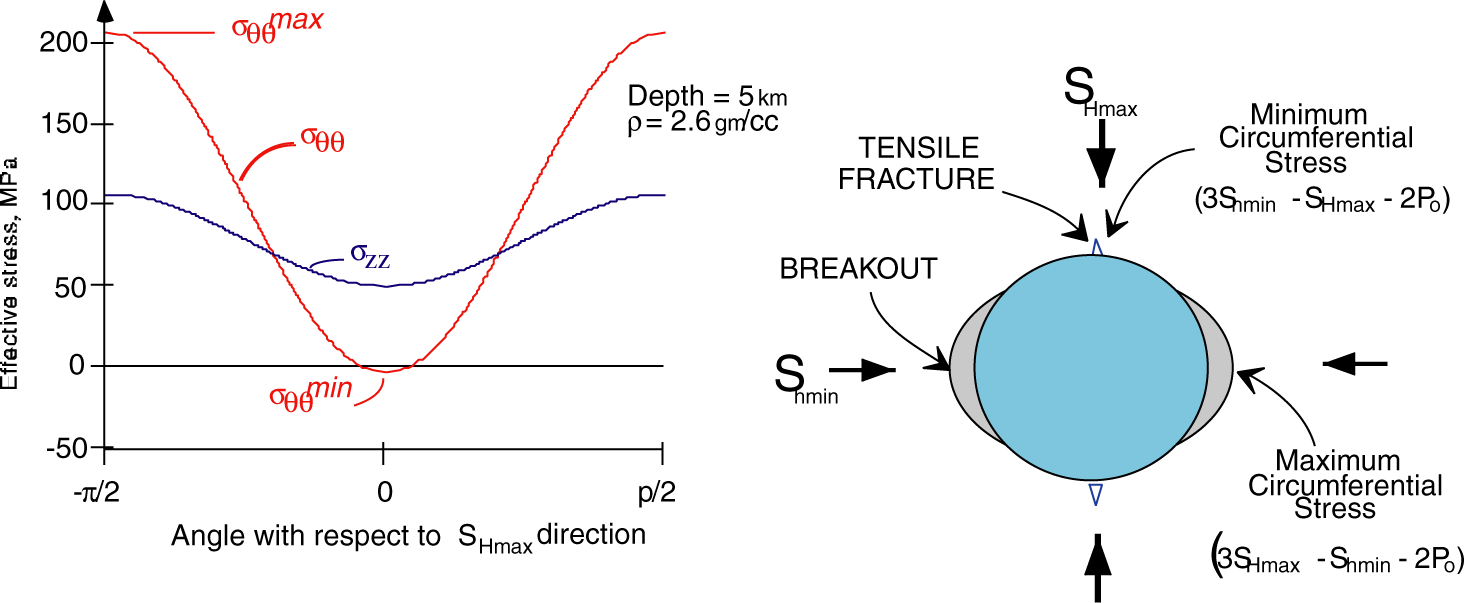 σθθmax
200
150
100
50
0
-50
Effective stress, MPa
σθθ
σzz
σθθmin
Depth = 5 km
ρ = 2.6 gm/cc
-π/2
0
p/2
Angle with respect to SHmax direction
SHmax
Minimum
Circumferential
Stress
(3Shmin - SHmax - 2Po)
TENSILE
FRACTURE
BREAKOUT
Shmin
Maximum
Circumferential
Stress
(3SHmax - Shmin - 2Po)